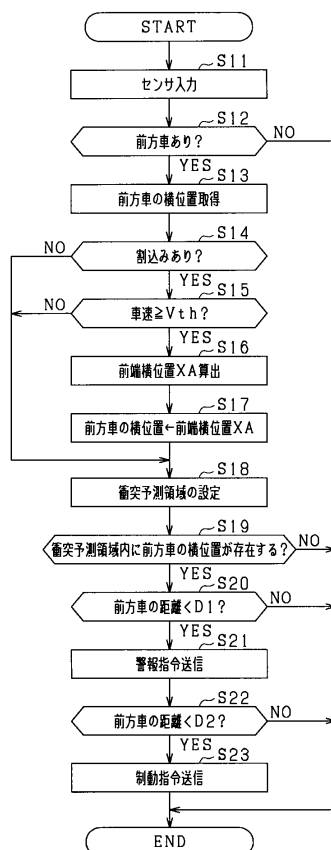 START
S11
センサ入力
S12
前方車あり?
NO
YES
S13
前方車の横位置取得
S14
NO
割込みあり?
YES
S15
NO
車速≧Vth?
YES
S16
前端横位置XA算出
S17
前方車の横位置←前端横位置XA
S18
衝突予測領域の設定
S19
衝突予測領域内に前方車の横位置が存在する?
NO
YES
S20
前方車の距離<D1?
NO
YES
S21
警報指令送信
S22
前方車の距離<D2?
NO
YES
S23
制動指令送信
END